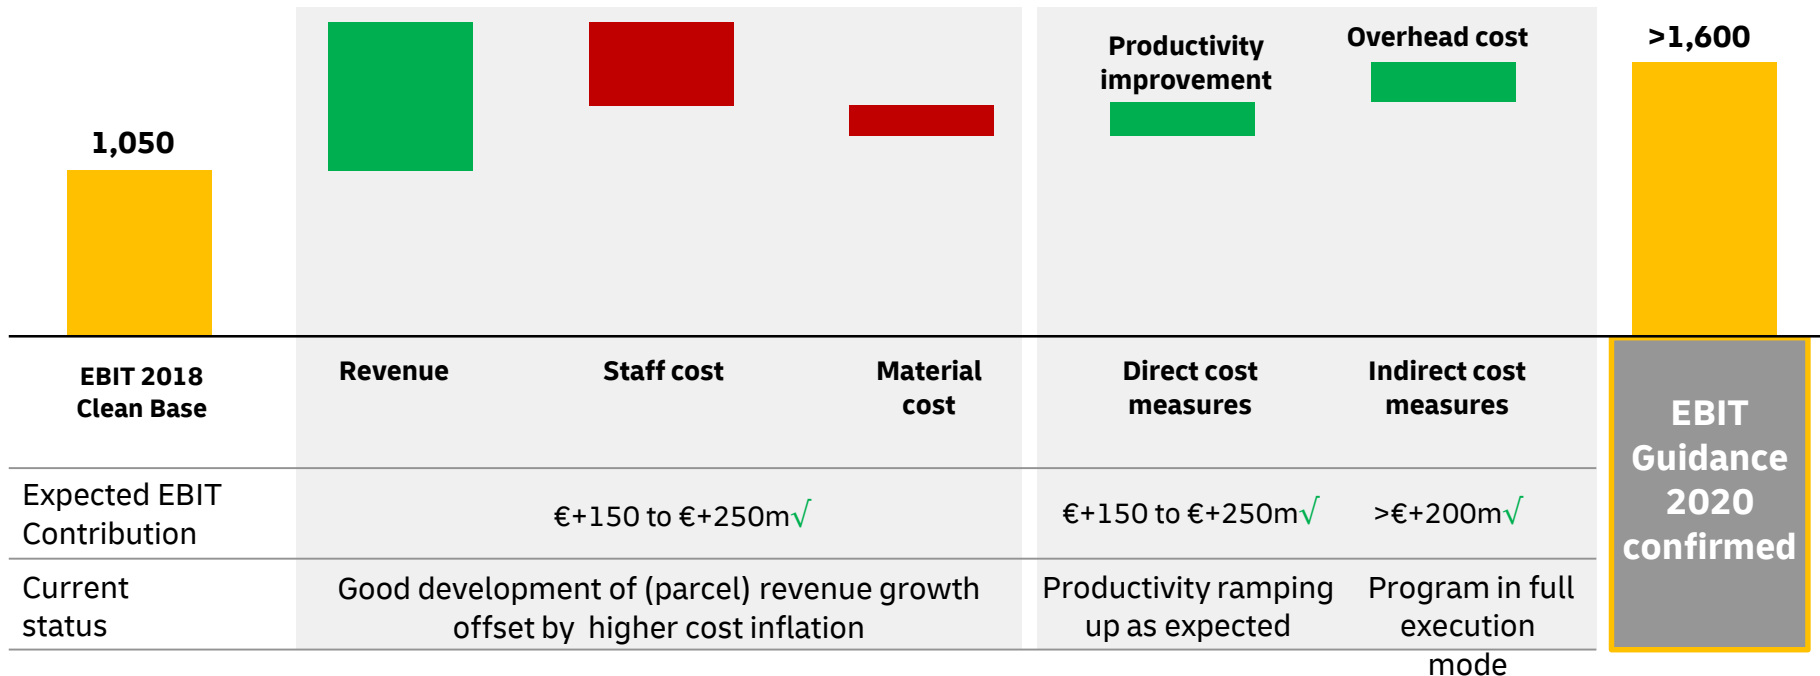 1,050
Productivity
improvement
Overhead cost
>1,600
EBIT 2018
Clean Base
Revenue
Staff cost
Material
cost
Direct cost
measures
Indirect cost
measures
EBIT
Guidance
2020
confirmed
Expected EBIT
Contribution
€+150 to €+250m√
€+150 to €+250m√
>€+200m√
Current
status
Good development of (parcel) revenue growth
offset by higher cost inflation
Productivity ramping
up as expected
Program in full
execution
mode